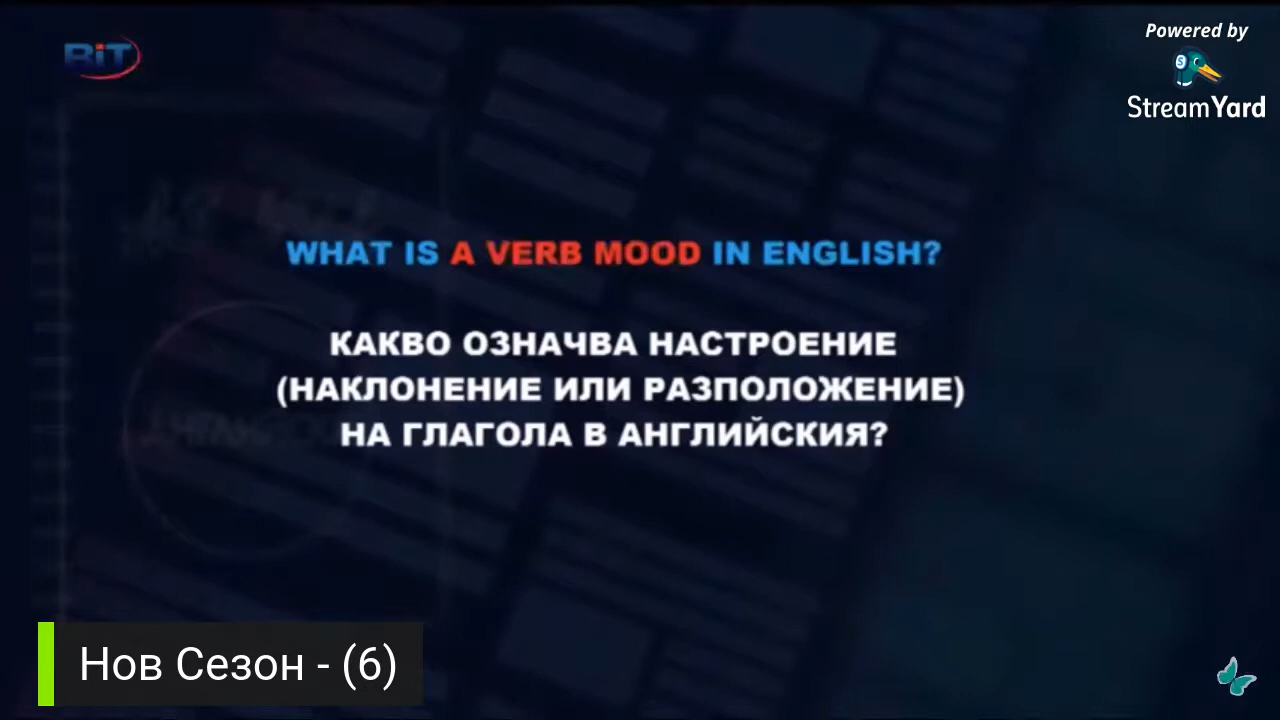 BiT
Powered by
StreamYard
WHAT IS A VERB MOOD IN ENGLISH?
КАКВО ОЗНАЧВА НАСТРОЕНИЕ
(НАКЛОНЕНИЕ ИЛИ РАЗПОЛОЖЕНИЕ)
НА ГЛАГОЛА В АНГЛИЙСКИЯ?
Нов Сезон - (6)